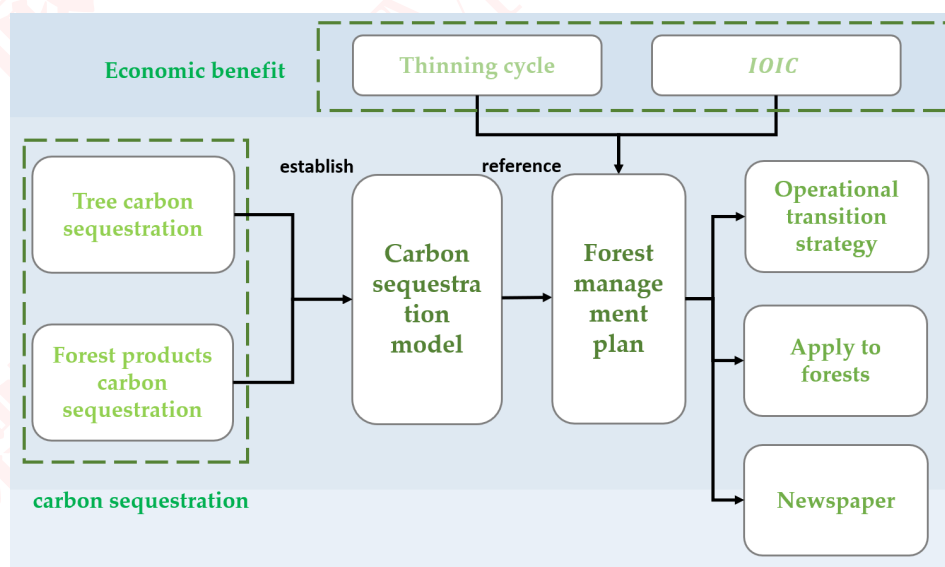 Economic benefit
Thinning cycle
IOIC
establish
reference
Tree carbon
sequestration
Forest products
carbon
sequestration
carbon sequestration
Carbon
sequestra
tion
model
Forest
manage
ment
plan
Operational
transition
strategy
Apply to
forests
Newspaper